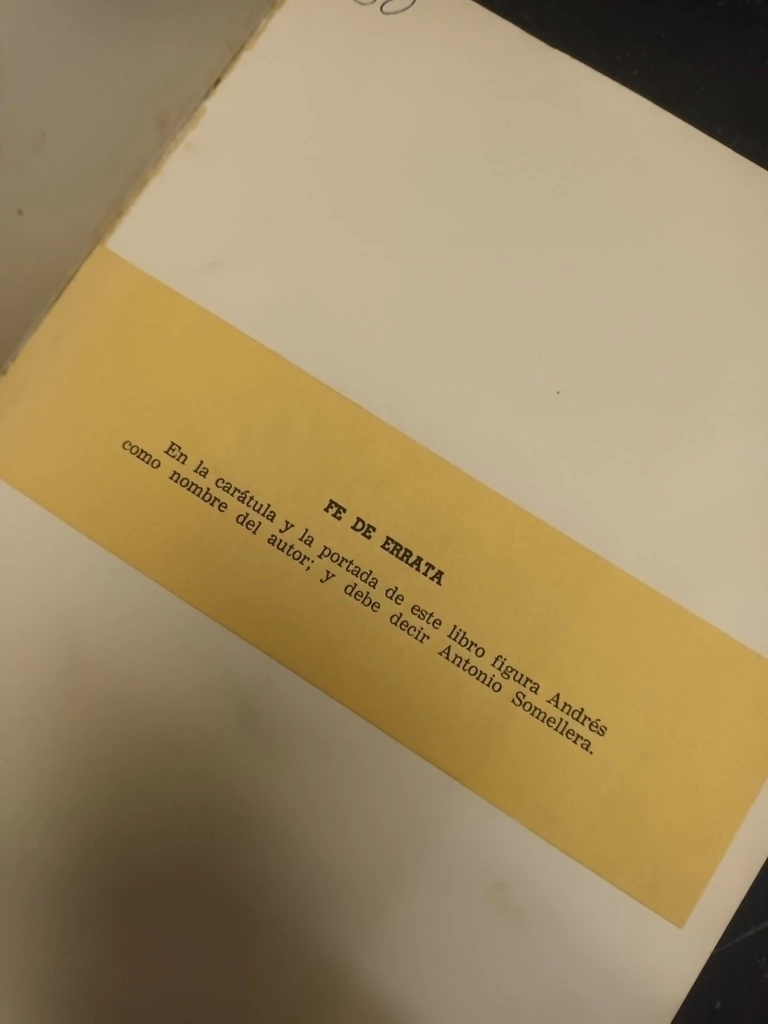 FE DE ERRATA
En la carátula y la portada de este libro figura Andrés
como nombre del autor; y debe decir Antonio Somellera.